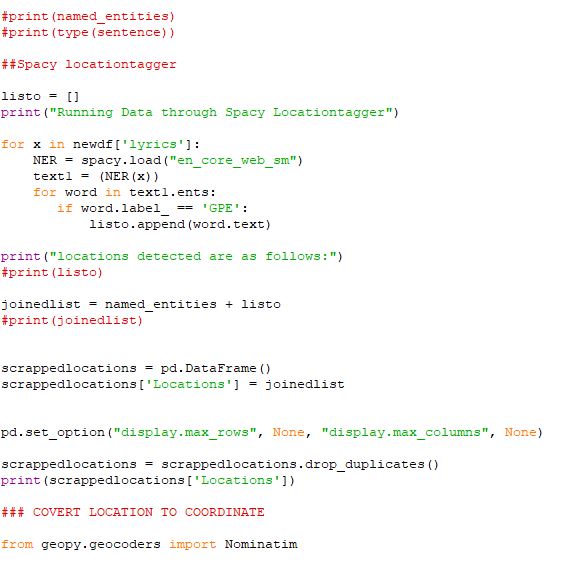 #print(named_entities)
#print(type(sentence))
##Spacy locationtagger
listo = []
print("Running Data through Spacy Locationtagger")
for x in newdf['lyrics']:
    NER = spacy.load("en_core_web_sm")
    text1 = (NER(x))
    for word in text1.ents:
       if word.label_ == 'GPE':
           listo.append(word.text)
print("locations detected are as follows:")
#print(listo)
joinedlist = named_entities + listo
#print(joinedlist)
scrappedlocations = pd.DataFrame()
scrappedlocations['Locations'] = joinedlist
pd.set_option("display.max_rows", None, "display.max_columns", None)
scrappedlocations = scrappedlocations.drop_duplicates()
print(scrappedlocations['Locations'])
### COVERT LOCATION TO COORDINATE
from geopy.geocoders import Nominatim